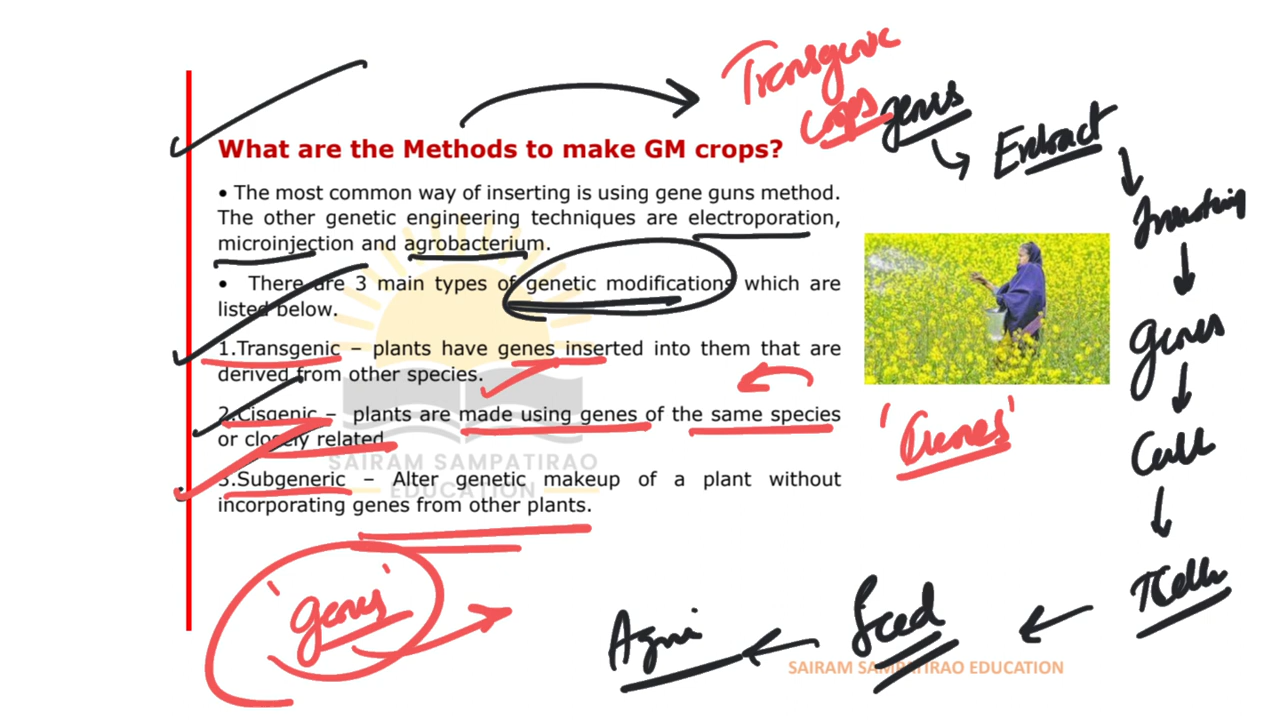 Transgenic
crops genes
Extract
What are the Methods to make GM crops?
• The most common way of inserting is using gene guns method.
The other genetic engineering techniques are electroporation,
microinjection and agrobacterium.
• There are 3 main types of genetic modifications which are
listed below.
1.Transgenic – plants have genes inserted into them that are
derived from other species.
2.Cisgenic – plants are made using genes of the same species
or closely related
3.Subgeneric – Alter genetic makeup of a plant without
incorporating genes from other plants.
SAIRAM SAMPATIRAO
EDUCATION
Inserting
Genes
Cell
'Genes'
'genes'
Agri
Seed
SAIRAM SAMPATIRAO EDUCATION